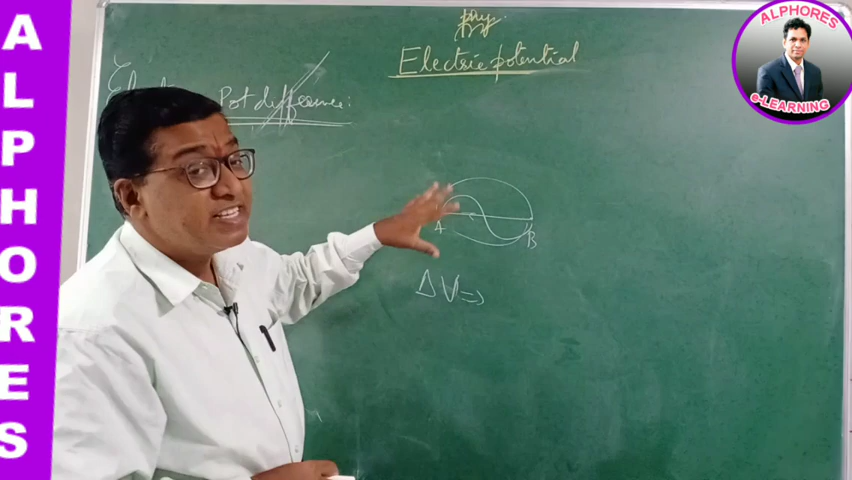 ALPHORES
Phy.
Electric potential
Pot difference:
A
B
ΔV=>
ALPHORES
e-LEARNING